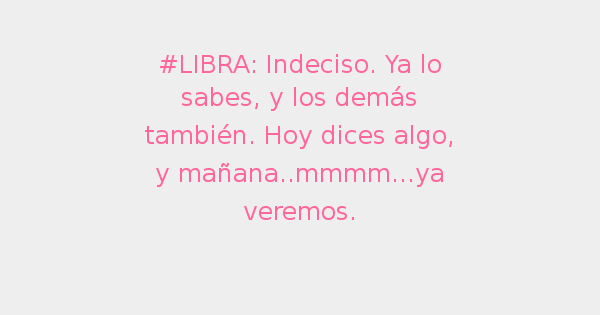 #LIBRA: Indeciso. Ya lo
sabes, y los demás
también. Hoy dices algo,
y mañana..mmmm...ya
veremos.